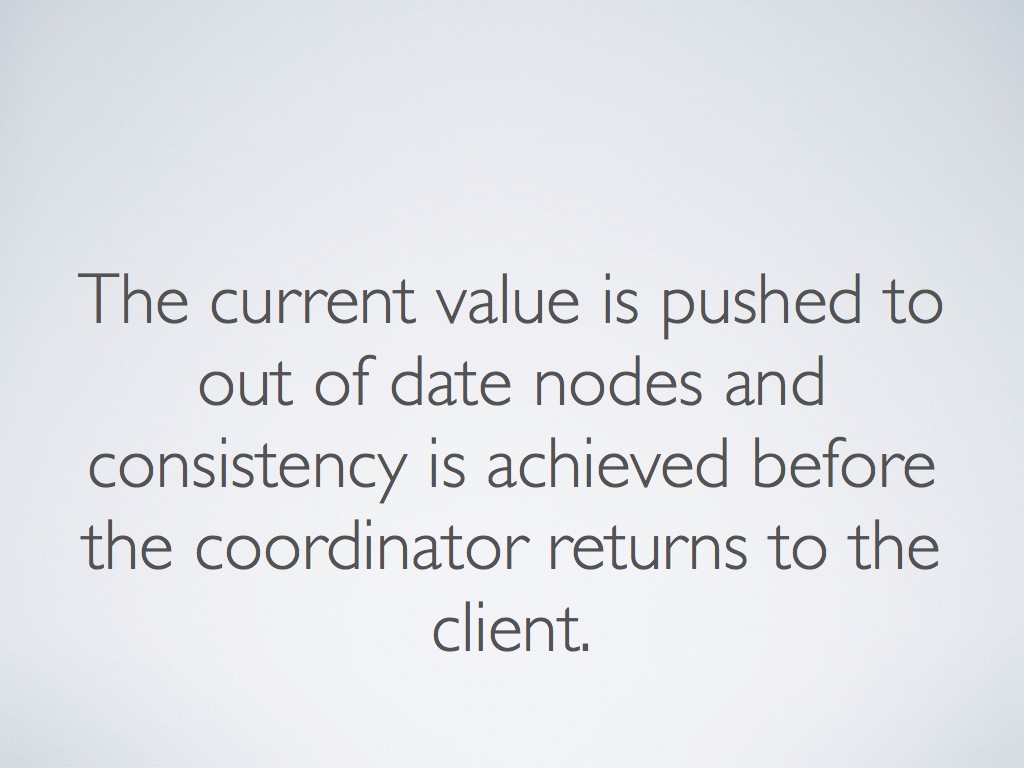 The current value is pushed to
out of date nodes and
consistency is achieved before
the coordinator returns to the
client.